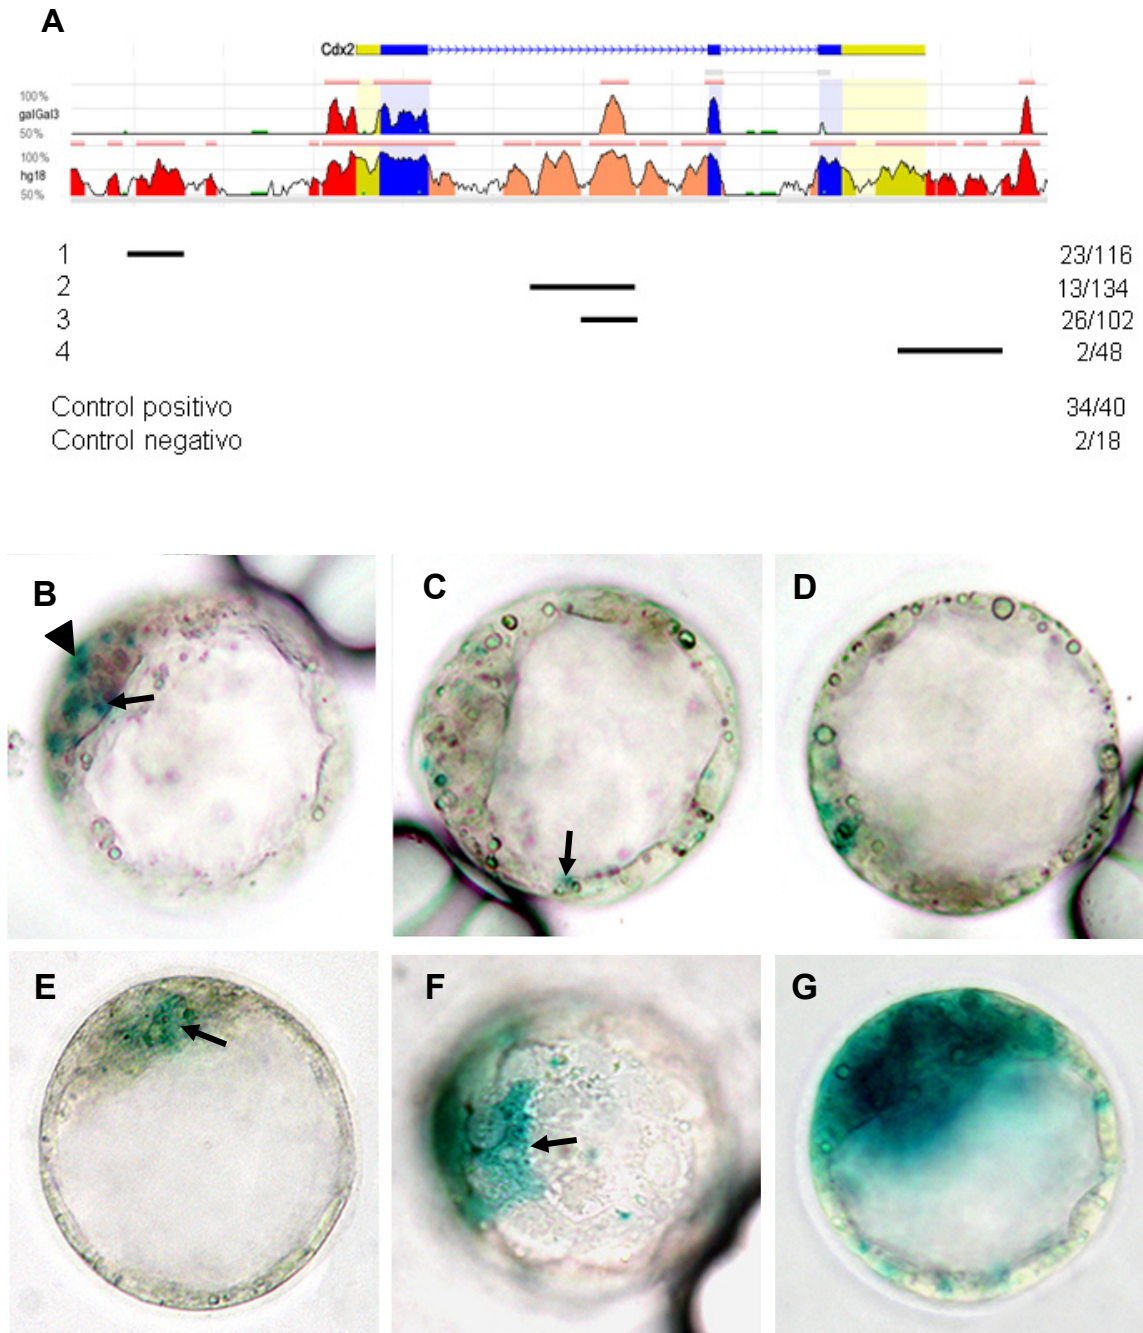 A
Cdx2
100%
galGal3
50%
100%
hg18
50%
1 23/116
2 13/134
3 26/102
4 2/48
Control positivo 34/40
Control negativo 2/18
B C D
E F G